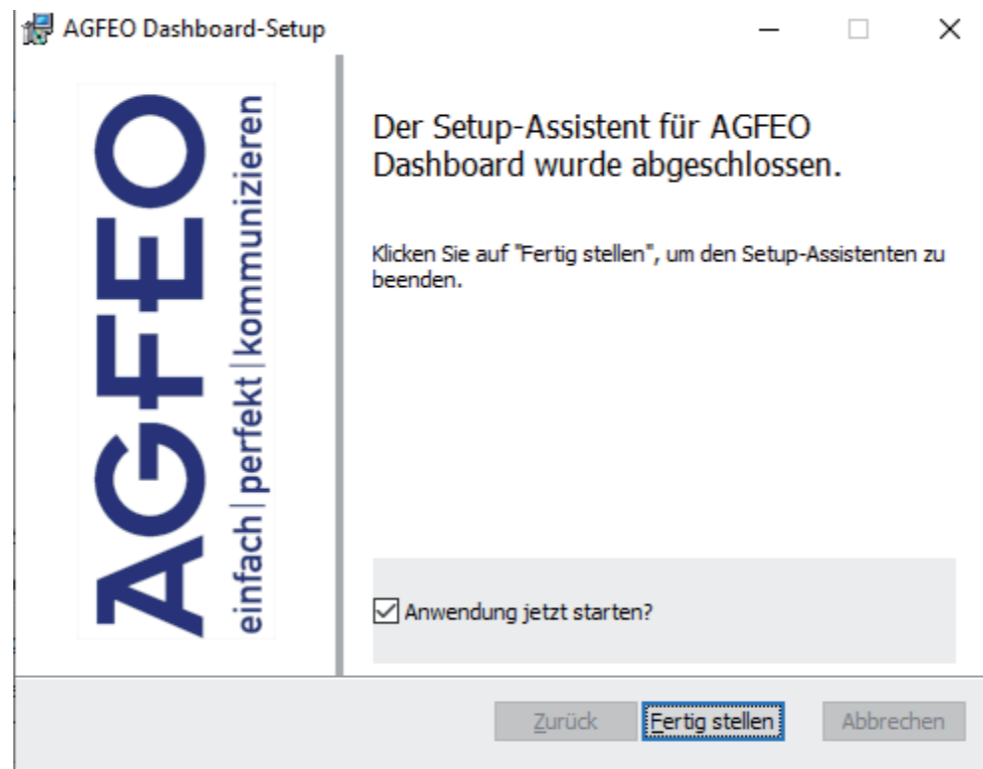 AGFEO Dashboard-Setup
AGFEO
einfach | perfekt | kommunizieren
Der Setup-Assistent für AGFEO
Dashboard wurde abgeschlossen.
Klicken Sie auf "Fertig stellen", um den Setup-Assistenten zu
beenden.
Anwendung jetzt starten?
Zurück
Fertig stellen
Abbrechen